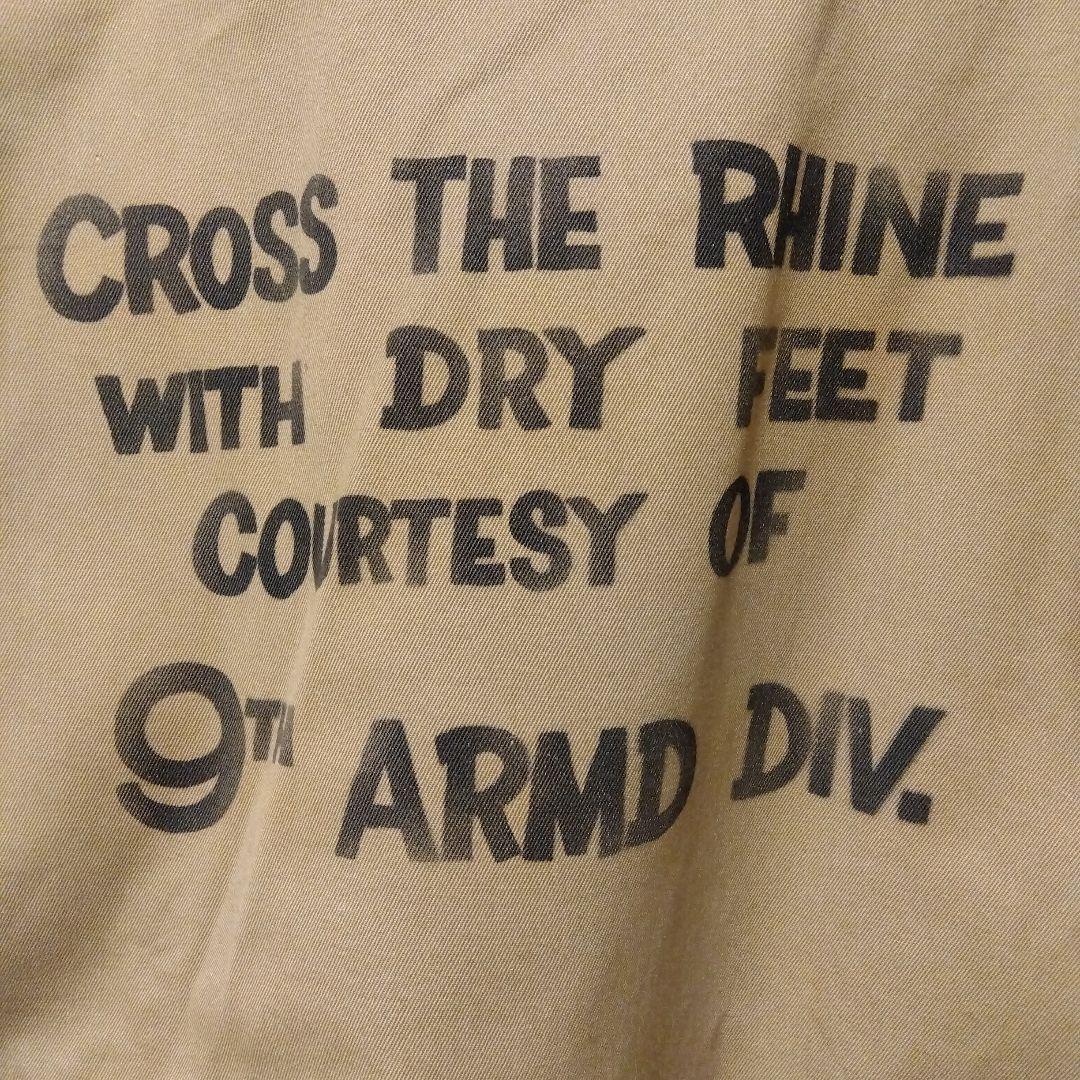 CROSS THE RHINE
WITH DRY FEET
COURTESY OF
9TH ARMD DIV.